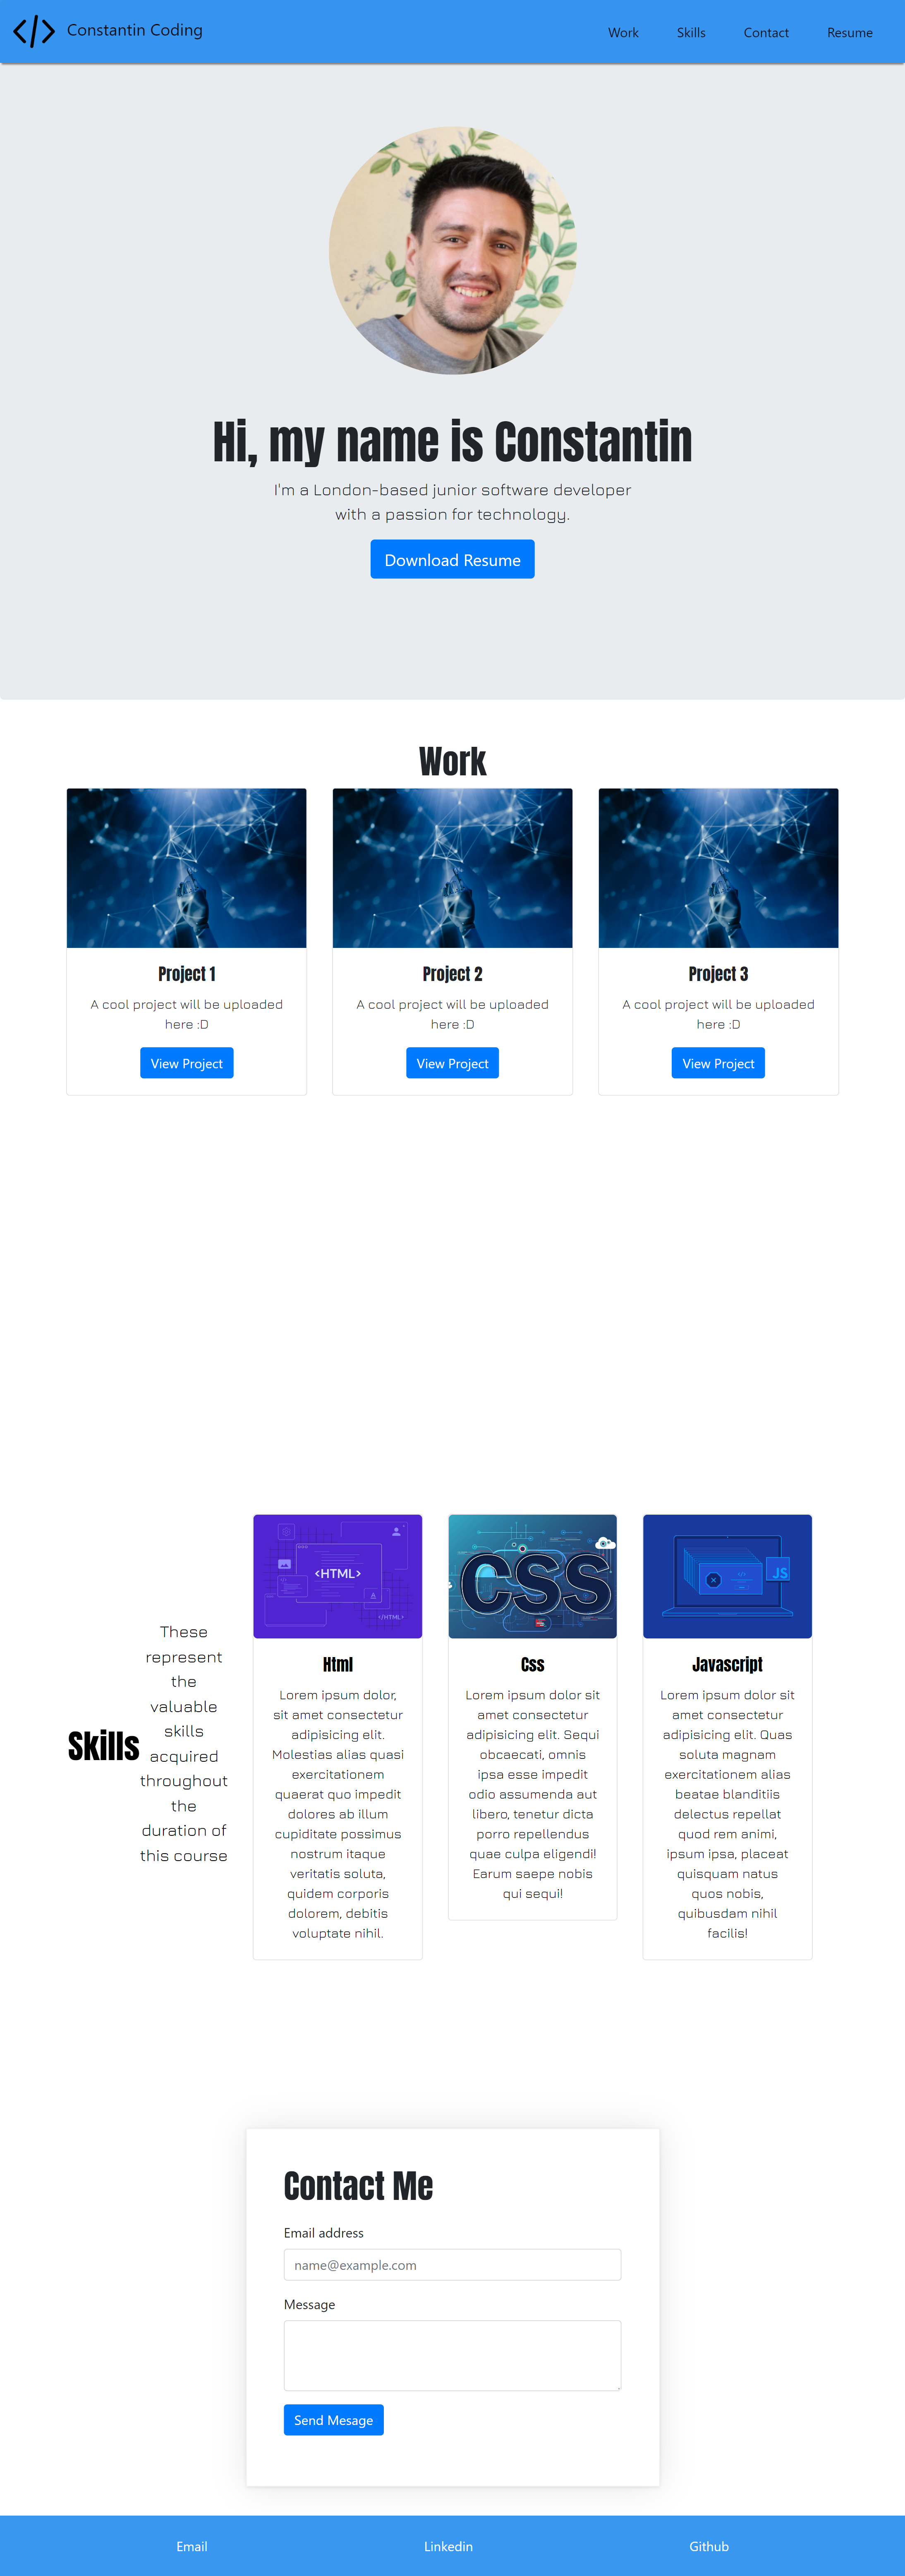 </> Constantin Coding
Work Skills Contact Resume
Hi, my name is Constantin
I'm a London-based junior software developer
with a passion for technology.
Download Resume
Work
Project 1
A cool project will be uploaded
here :D
View Project
Project 2
A cool project will be uploaded
here :D
View Project
Project 3
A cool project will be uploaded
here :D
View Project
Skills
These
represent
the
valuable
skills
acquired
throughout
the
duration of
this course
<HTML>
</HTML>
Html
Lorem ipsum dolor,
sit amet consectetur
adipisicing elit.
Molestias alias quasi
exercitationem
quaerat quo impedit
dolores ab illum
cupiditate possimus
nostrum itaque
veritatis soluta,
quidem corporis
dolorem, debitis
voluptate nihil.
CSS
Css
Lorem ipsum dolor sit
amet consectetur
adipisicing elit. Sequi
obcaecati, omnis
ipsa esse impedit
odio assumenda aut
libero, tenetur dicta
porro repellendus
quae culpa eligendi!
Earum saepe nobis
qui sequi!
JS
Javascript
Lorem ipsum dolor sit
amet consectetur
adipisicing elit. Quas
soluta magnam
exercitationem alias
beatae blanditiis
delectus repellat
quod rem animi,
ipsum ipsa, placeat
quisquam natus
quos nobis,
quibusdam nihil
facilis!
Contact Me
Email address
name@example.com
Message
Send Mesage
Email Linkedin Github